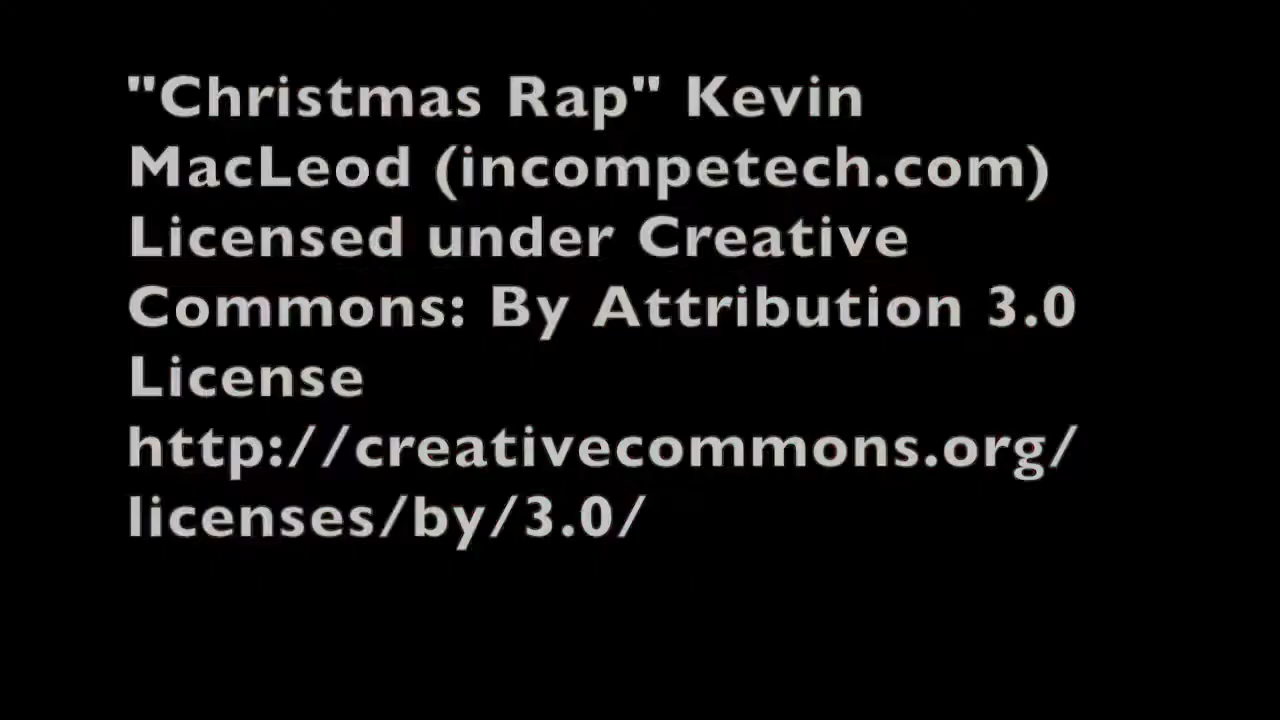 "Christmas Rap" Kevin
MacLeod (incompetech.com)
Licensed under Creative
Commons: By Attribution 3.0
License
http://creativecommons.org/
licenses/by/3.0/